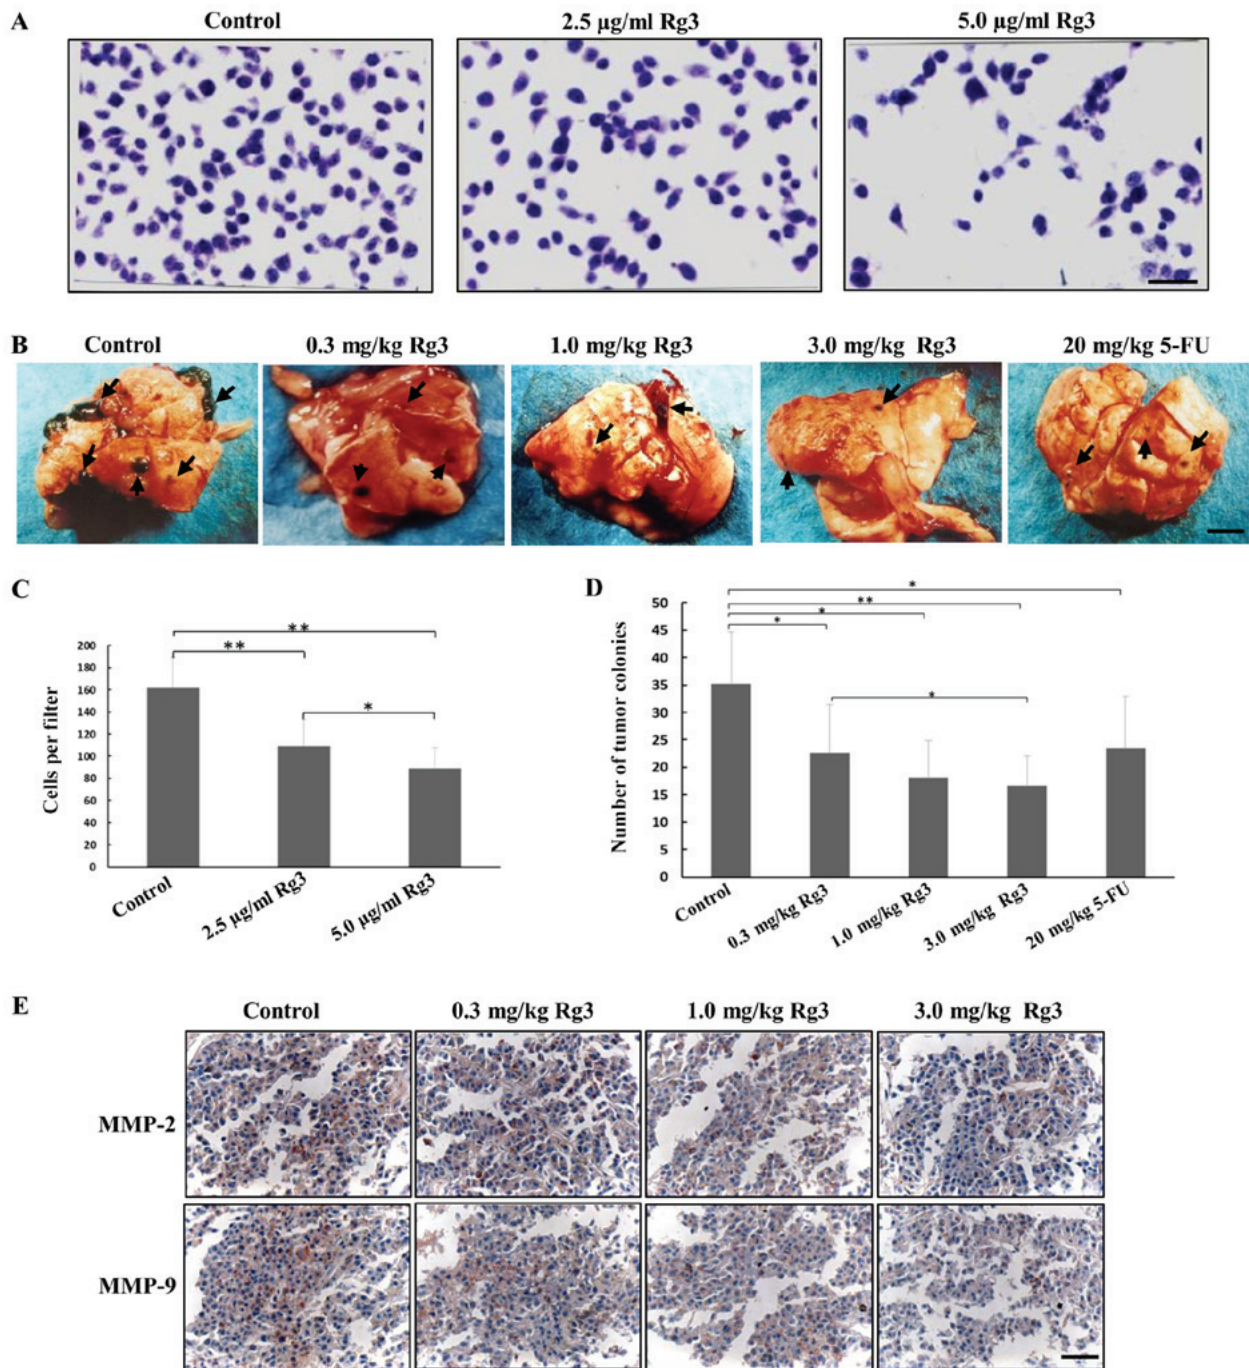 A
Control
2.5 µg/ml Rg3
5.0 µg/ml Rg3
B
Control
0.3 mg/kg Rg3
1.0 mg/kg Rg3
3.0 mg/kg Rg3
20 mg/kg 5-FU
C
Cells per filter
200
180
160
140
120
100
80
60
40
20
0
**
**
*
Control
2.5 µg/ml Rg3
5.0 µg/ml Rg3
D
Number of tumor colonies
50
45
40
35
30
25
20
15
10
5
0
*
**
*
*
*
Control
0.3 mg/kg Rg3
1.0 mg/kg Rg3
3.0 mg/kg Rg3
20 mg/kg 5-FU
E
Control
0.3 mg/kg Rg3
1.0 mg/kg Rg3
3.0 mg/kg Rg3
MMP-2
MMP-9